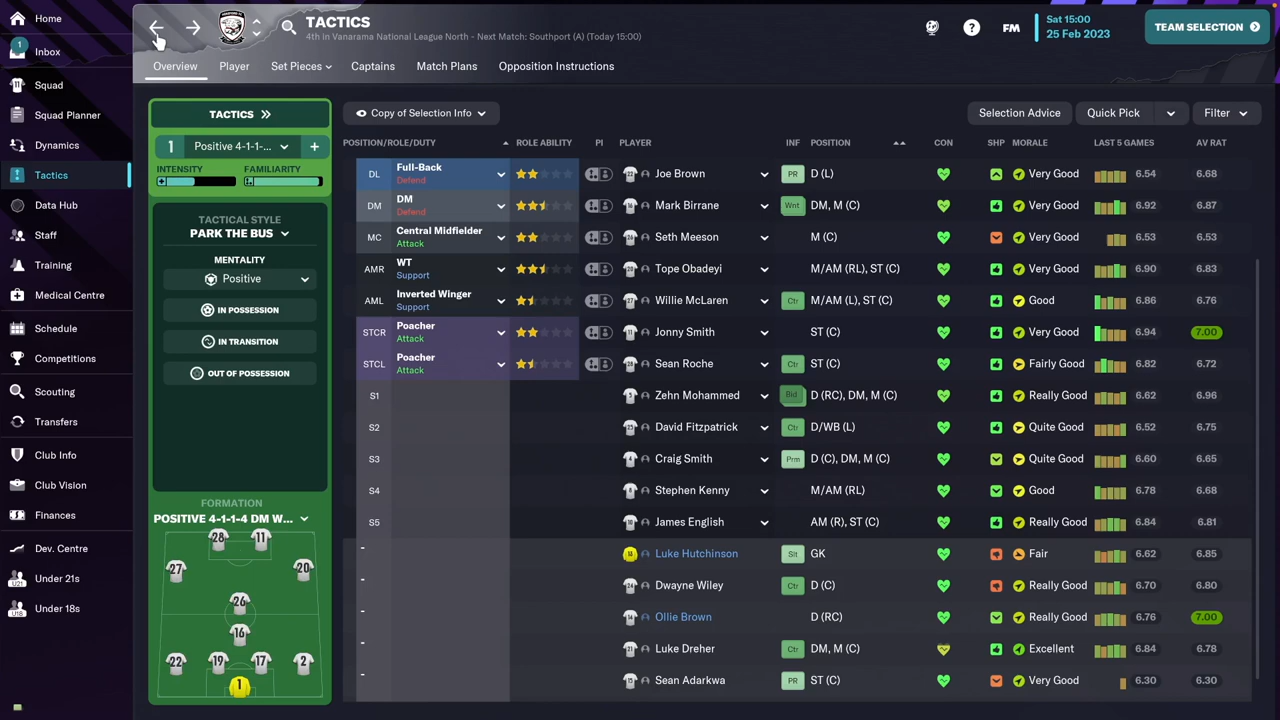 Home
1
Inbox
Squad
Squad Planner
Dynamics
Tactics
Data Hub
Staff
Training
Medical Centre
Schedule
Competitions
Scouting
Transfers
Club Info
Club Vision
Finances
Dev. Centre
U21 Under 21s
U18 Under 18s
TACTICS
4th in Vanarama National League North - Next Match: Southport (A) (Today 15:00)
? FM
Sat 15:00
25 Feb 2023
TEAM SELECTION
Overview Player Set Pieces Captains Match Plans Opposition Instructions
TACTICS
1 Positive 4-1-1-... +
INTENSITY FAMILIARITY
TACTICAL STYLE
PARK THE BUS
MENTALITY
Positive
IN POSSESSION
IN TRANSITION
OUT OF POSSESSION
FORMATION
POSITIVE 4-1-1-4 DM W...
28 11
27 20
26
16
22 19 17 2
1
Copy of Selection Info Selection Advice Quick Pick Filter
POSITION/ROLE/DUTY ROLE ABILITY PI PLAYER INF POSITION CON SHP MORALE LAST 5 GAMES AV RAT
DL Full-Back Defend Joe Brown PR D (L) Very Good 6.54 6.68
DM DM Defend Mark Birrane Wnt DM, M (C) Very Good 6.92 6.87
MC Central Midfielder Attack Seth Meeson M (C) Very Good 6.53 6.53
AMR WT Support Tope Obadeyi M/AM (RL), ST (C) Very Good 6.90 6.83
AML Inverted Winger Support Willie McLaren Ctr M/AM (L), ST (C) Good 6.86 6.76
STCR Poacher Attack Jonny Smith ST (C) Very Good 6.94 7.00
STCL Poacher Attack Sean Roche Ctr ST (C) Fairly Good 6.82 6.72
S1 Zehn Mohammed Bid D (RC), DM, M (C) Really Good 6.62 6.96
S2 David Fitzpatrick Ctr D/WB (L) Quite Good 6.52 6.75
S3 Craig Smith Prm D (C), DM, M (C) Quite Good 6.60 6.65
S4 Stephen Kenny M/AM (RL) Good 6.78 6.68
S5 James English AM (R), ST (C) Really Good 6.84 6.81
- Luke Hutchinson Slt GK Fair 6.62 6.85
- Dwayne Wiley D (C) Really Good 6.70 6.80
- Ollie Brown D (RC) Really Good 6.76 7.00
- Luke Dreher Ctr DM, M (C) Excellent 6.84 6.78
- Sean Adarkwa PR ST (C) Very Good 6.30 6.30